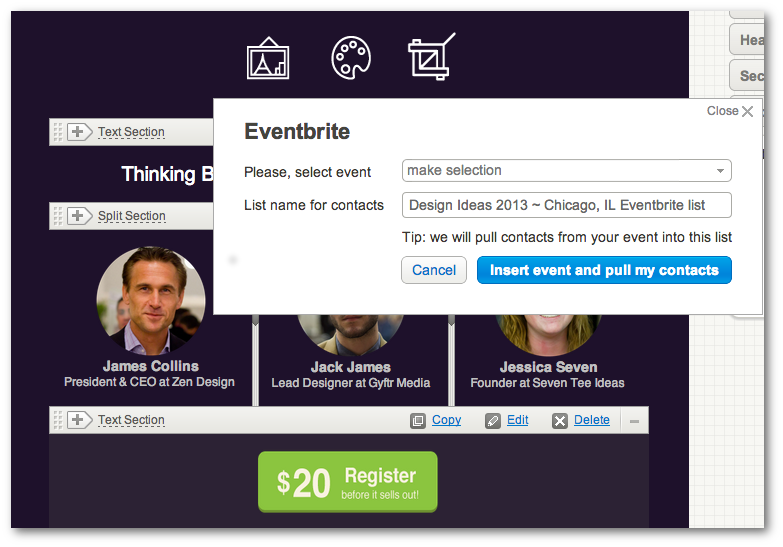 Hea
Sec
Close
Text Section
Eventbrite
Thinking B
Please, select event
make selection
List name for contacts
Design Ideas 2013 ~ Chicago, IL Eventbrite list
Split Section
Tip: we will pull contacts from your event into this list
Cancel
Insert event and pull my contacts
James Collins
President & CEO at Zen Design
Jack James
Lead Designer at Gyftr Media
Jessica Seven
Founder at Seven Tee Ideas
Text Section
Copy
Edit
Delete
$20
Register
before it sells out!